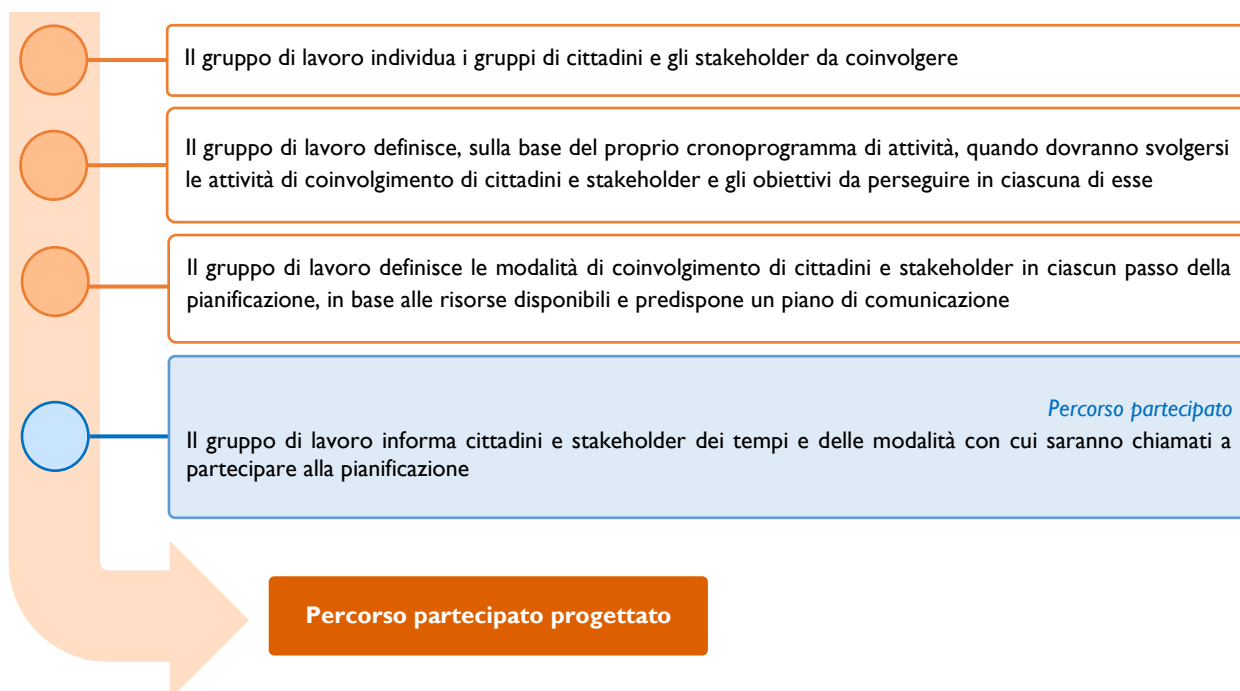 Il gruppo di lavoro individua i gruppi di cittadini e gli stakeholder da coinvolgere
Il gruppo di lavoro definisce, sulla base del proprio cronoprogramma di attività, quando dovranno svolgersi
le attività di coinvolgimento di cittadini e stakeholder e gli obiettivi da perseguire in ciascuna di esse
Il gruppo di lavoro definisce le modalità di coinvolgimento di cittadini e stakeholder in ciascun passo della
pianificazione, in base alle risorse disponibili e predispone un piano di comunicazione
Percorso partecipato
Il gruppo di lavoro informa cittadini e stakeholder dei tempi e delle modalità con cui saranno chiamati a
partecipare alla pianificazione
Percorso partecipato progettato